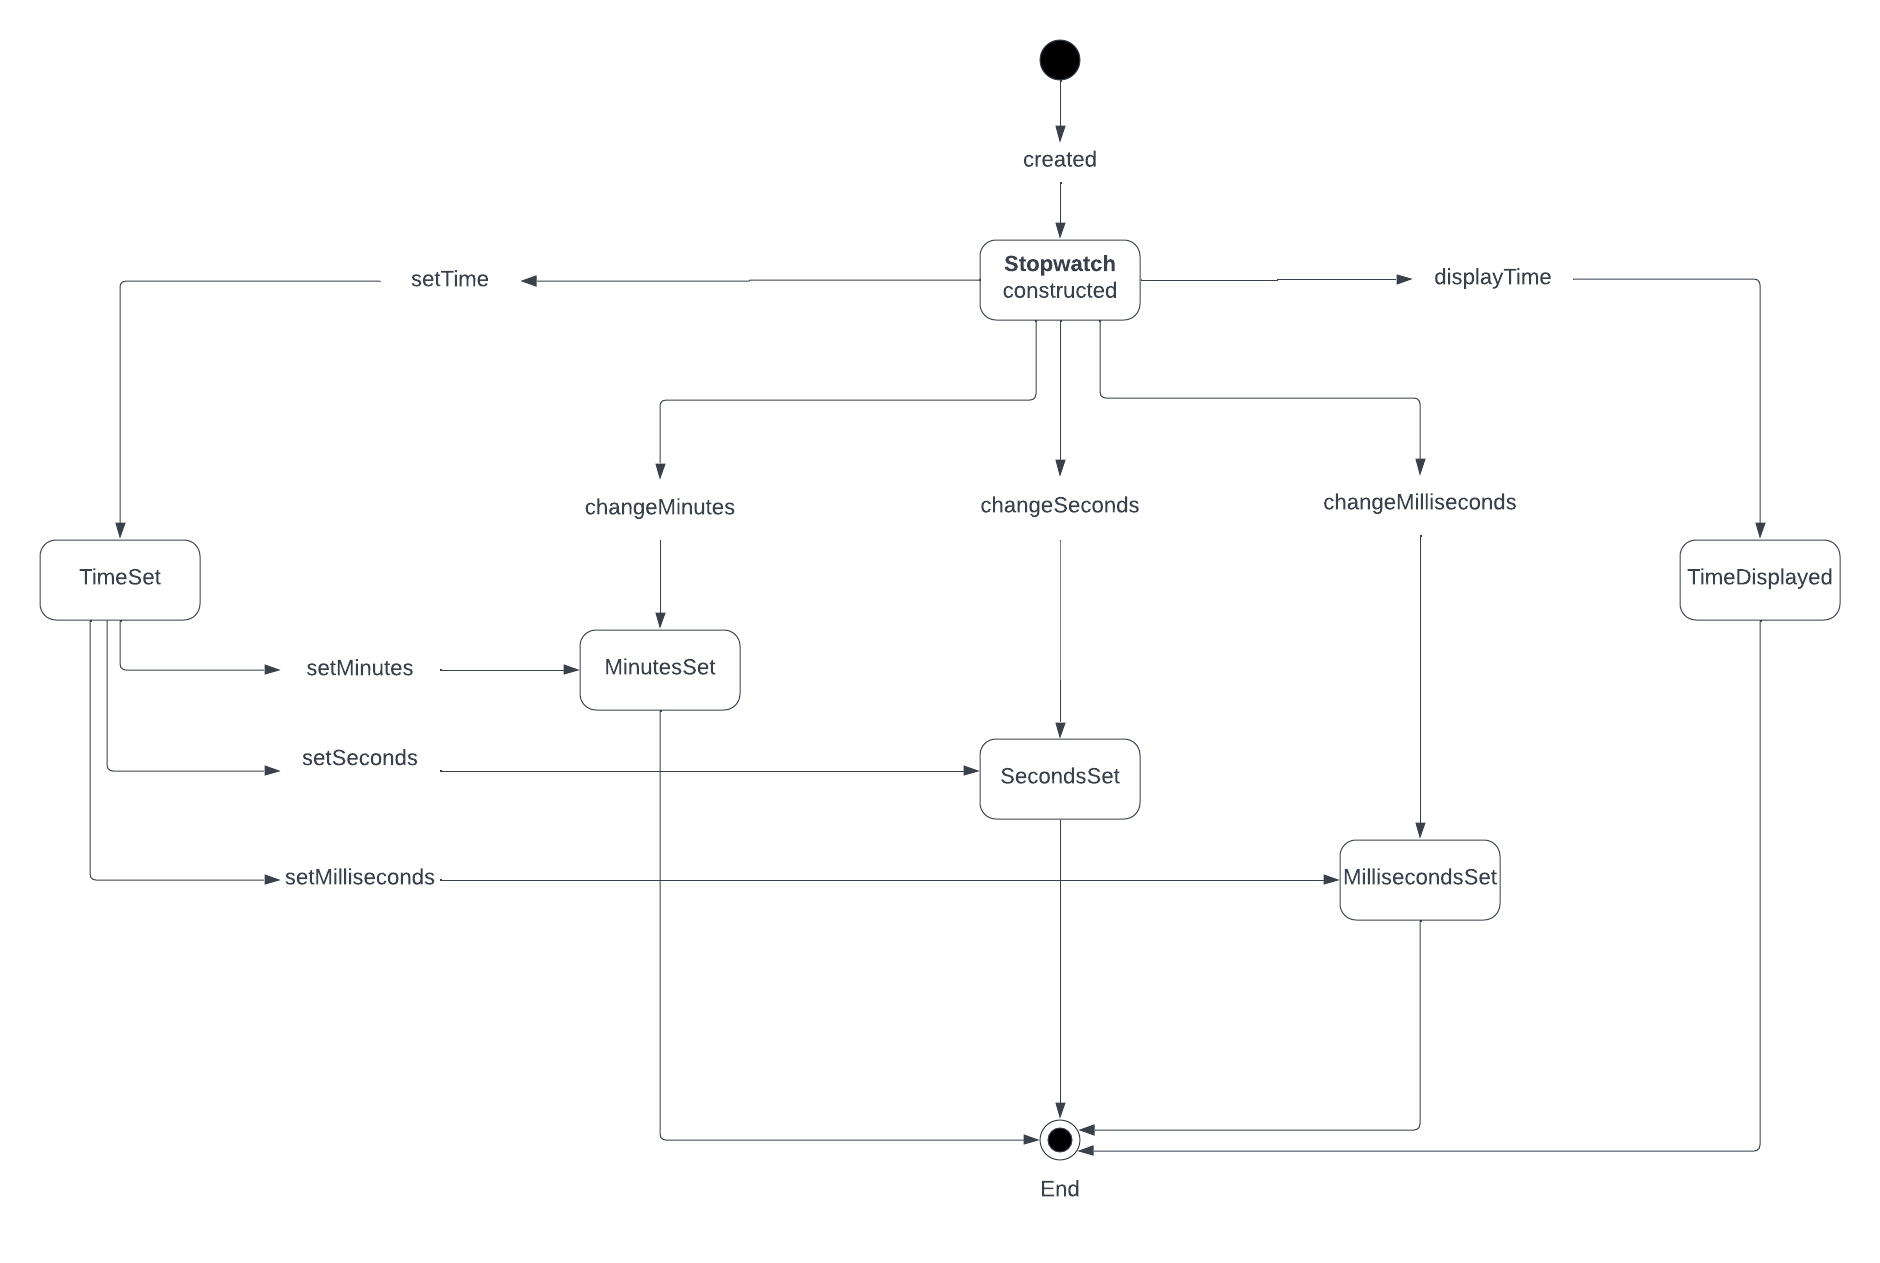 created
Stopwatch
constructed
setTime
displayTime
changeMinutes
changeSeconds
changeMilliseconds
TimeSet
TimeDisplayed
setMinutes
MinutesSet
setSeconds
SecondsSet
setMilliseconds
MillisecondsSet
End